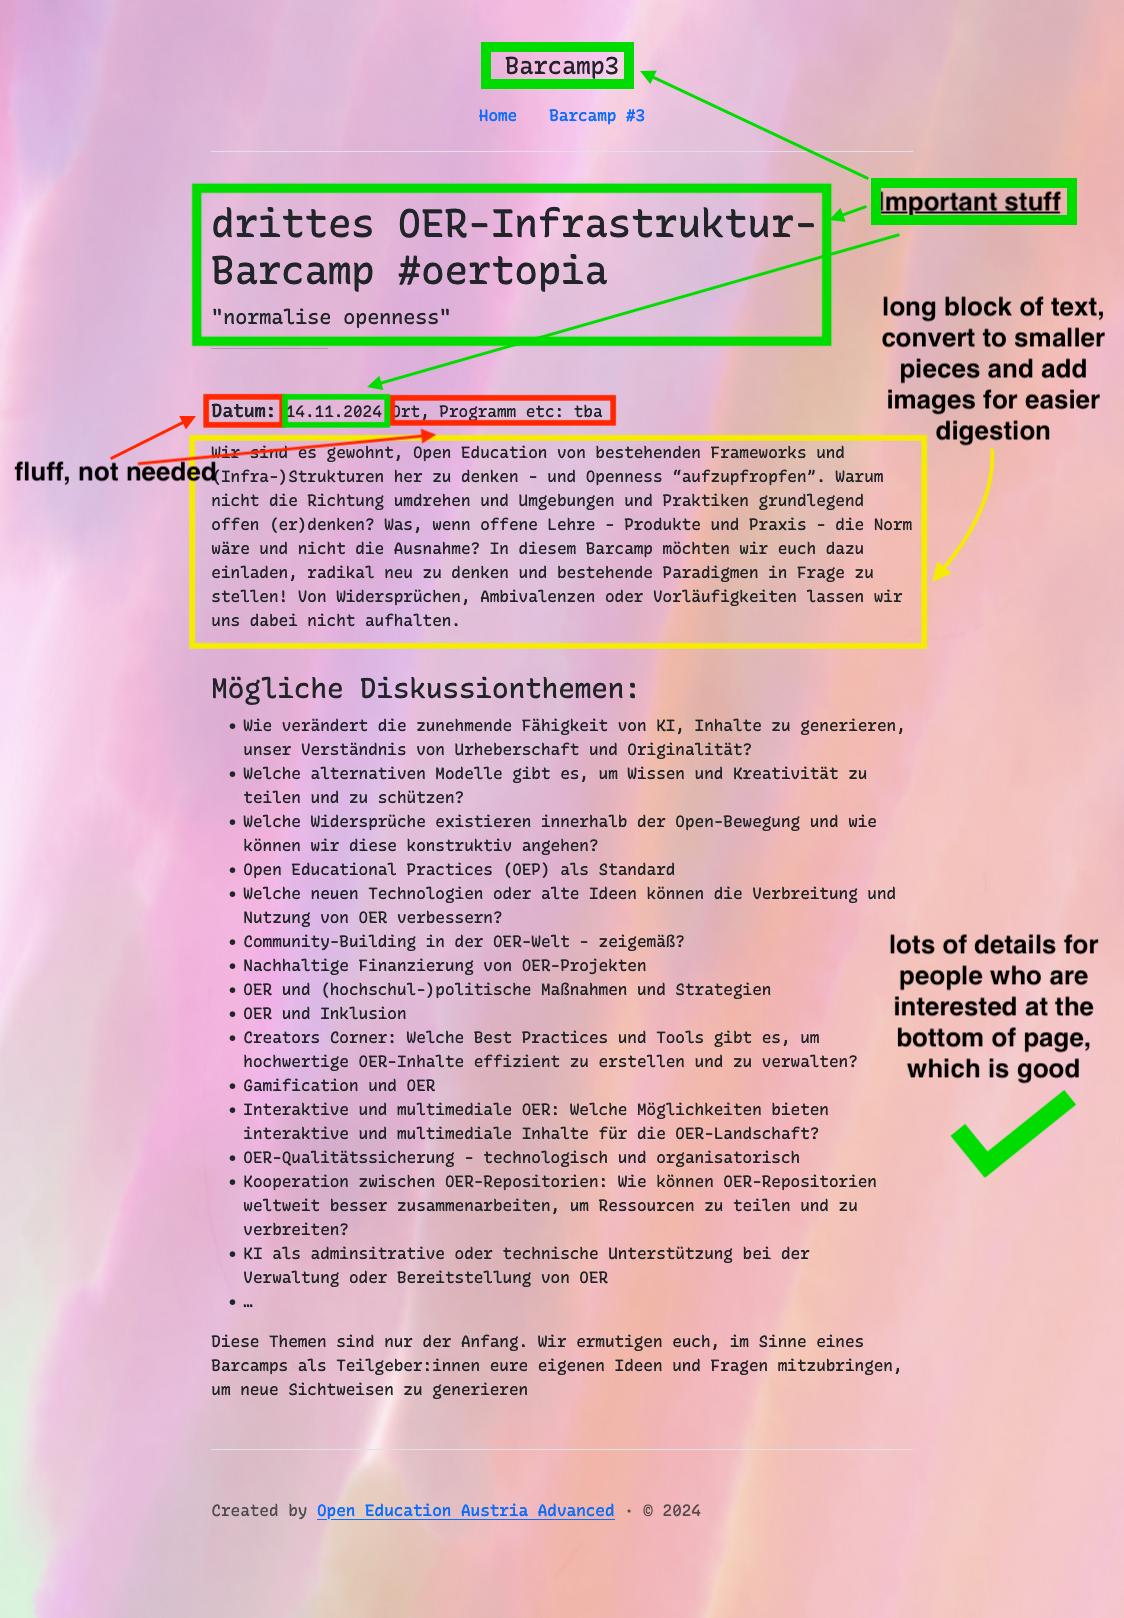 Barcamp3
Home Barcamp #3
Important stuff
drittes OER-Infrastruktur-
Barcamp #oertopia
"normalise openness"
long block of text,
convert to smaller
pieces and add
images for easier
digestion
Datum: 14.11.2024 Ort, Programm etc: tba
fluff, not needed
Wir sind es gewohnt, Open Education von bestehenden Frameworks und
(Infra-)Strukturen her zu denken - und Openness “aufzupfropfen”. Warum
nicht die Richtung umdrehen und Umgebungen und Praktiken grundlegend
offen (er)denken? Was, wenn offene Lehre - Produkte und Praxis - die Norm
wäre und nicht die Ausnahme? In diesem Barcamp möchten wir euch dazu
einladen, radikal neu zu denken und bestehende Paradigmen in Frage zu
stellen! Von Widersprüchen, Ambivalenzen oder Vorläufigkeiten lassen wir
uns dabei nicht aufhalten.
Mögliche Diskussionthemen:
• Wie verändert die zunehmende Fähigkeit von KI, Inhalte zu generieren,
unser Verständnis von Urheberschaft und Originalität?
• Welche alternativen Modelle gibt es, um Wissen und Kreativität zu
teilen und zu schützen?
• Welche Widersprüche existieren innerhalb der Open-Bewegung und wie
können wir diese konstruktiv angehen?
• Open Educational Practices (OEP) als Standard
• Welche neuen Technologien oder alte Ideen können die Verbreitung und
Nutzung von OER verbessern?
• Community-Building in der OER-Welt - zeigemäß?
• Nachhaltige Finanzierung von OER-Projekten
• OER und (hochschul-)politische Maßnahmen und Strategien
• OER und Inklusion
• Creators Corner: Welche Best Practices und Tools gibt es, um
hochwertige OER-Inhalte effizient zu erstellen und zu verwalten?
• Gamification und OER
• Interaktive und multimediale OER: Welche Möglichkeiten bieten
interaktive und multimediale Inhalte für die OER-Landschaft?
• OER-Qualitätssicherung - technologisch und organisatorisch
• Kooperation zwischen OER-Repositorien: Wie können OER-Repositorien
weltweit besser zusammenarbeiten, um Ressourcen zu teilen und zu
verbreiten?
• KI als adminsitrative oder technische Unterstützung bei der
Verwaltung oder Bereitstellung von OER
• …
lots of details for
people who are
interested at the
bottom of page,
which is good
Diese Themen sind nur der Anfang. Wir ermutigen euch, im Sinne eines
Barcamps als Teilgeber:innen eure eigenen Ideen und Fragen mitzubringen,
um neue Sichtweisen zu generieren
Created by Open Education Austria Advanced · © 2024